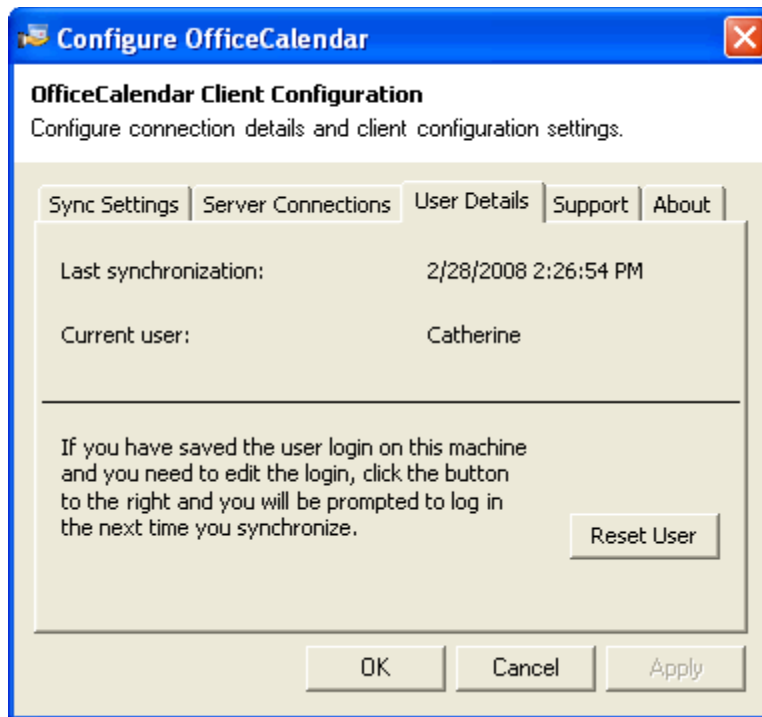 Configure OfficeCalendar
OfficeCalendar Client Configuration
Configure connection details and client configuration settings.
Sync Settings Server Connections User Details Support About
Last synchronization: 2/28/2008 2:26:54 PM
Current user: Catherine
If you have saved the user login on this machine
and you need to edit the login, click the button
to the right and you will be prompted to log in
the next time you synchronize.
Reset User
OK Cancel Apply